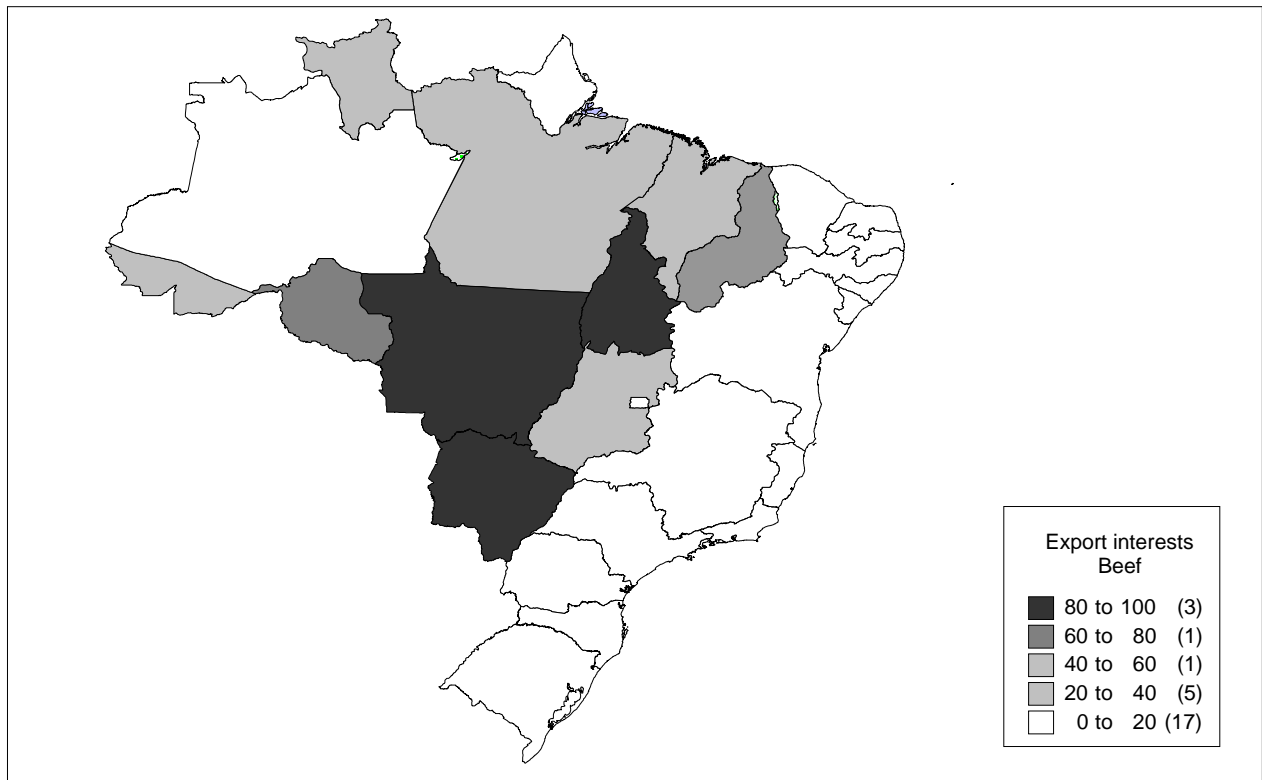 Export interests
Beef
80 to 100 (3)
60 to 80 (1)
40 to 60 (1)
20 to 40 (5)
0 to 20 (17)